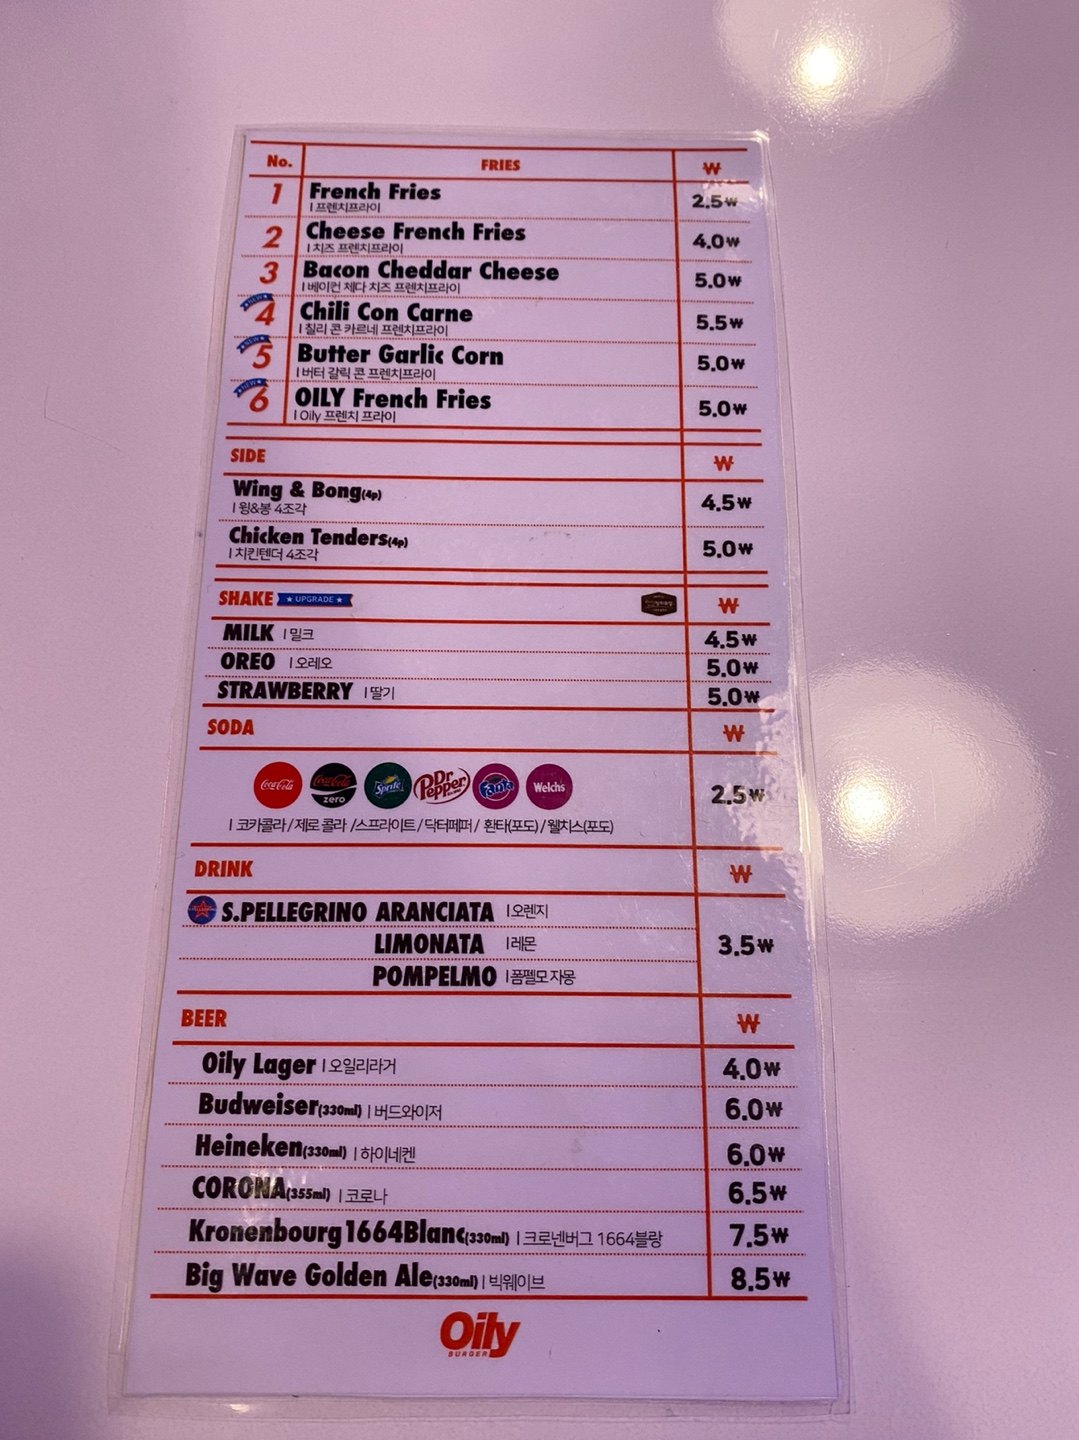 No. FRIES ₩
1 French Fries 2.5₩
| 프렌치프라이
2 Cheese French Fries 4.0₩
| 치즈 프렌치프라이
3 Bacon Cheddar Cheese 5.0₩
| 베이컨 체다 치즈 프렌치프라이
NEW 4 Chili Con Carne 5.5₩
| 칠리 콘 카르네 프렌치프라이
NEW 5 Butter Garlic Corn 5.0₩
| 버터 갈릭 콘 프렌치프라이
NEW 6 OILY French Fries 5.0₩
| Oily 프렌치 프라이
SIDE ₩
Wing & Bong(4p) 4.5₩
| 윙&봉 4조각
Chicken Tenders(4p) 5.0₩
| 치킨텐더 4조각
SHAKE ★ UPGRADE ★ ₩
MILK | 밀크 4.5₩
OREO | 오레오 5.0₩
STRAWBERRY | 딸기 5.0₩
SODA ₩
Coca-Cola Coca-Cola zero Sprite Dr Pepper Fanta Welchs 2.5₩
| 코카콜라 / 제로 콜라 /스프라이트 / 닥터페퍼 / 환타(포도) / 웰치스(포도)
DRINK ₩
S.PELLEGRINO ARANCIATA | 오렌지
LIMONATA | 레몬 3.5₩
POMPELMO | 폼펠모 자몽
BEER ₩
Oily Lager | 오일리라거 4.0₩
Budweiser(330ml) | 버드와이저 6.0₩
Heineken(330ml) | 하이네켄 6.0₩
CORONA(355ml) | 코로나 6.5₩
Kronenbourg1664Blanc(330ml) | 크로넨버그 1664블랑 7.5₩
Big Wave Golden Ale(330ml) | 빅웨이브 8.5₩
Oily
BURGER